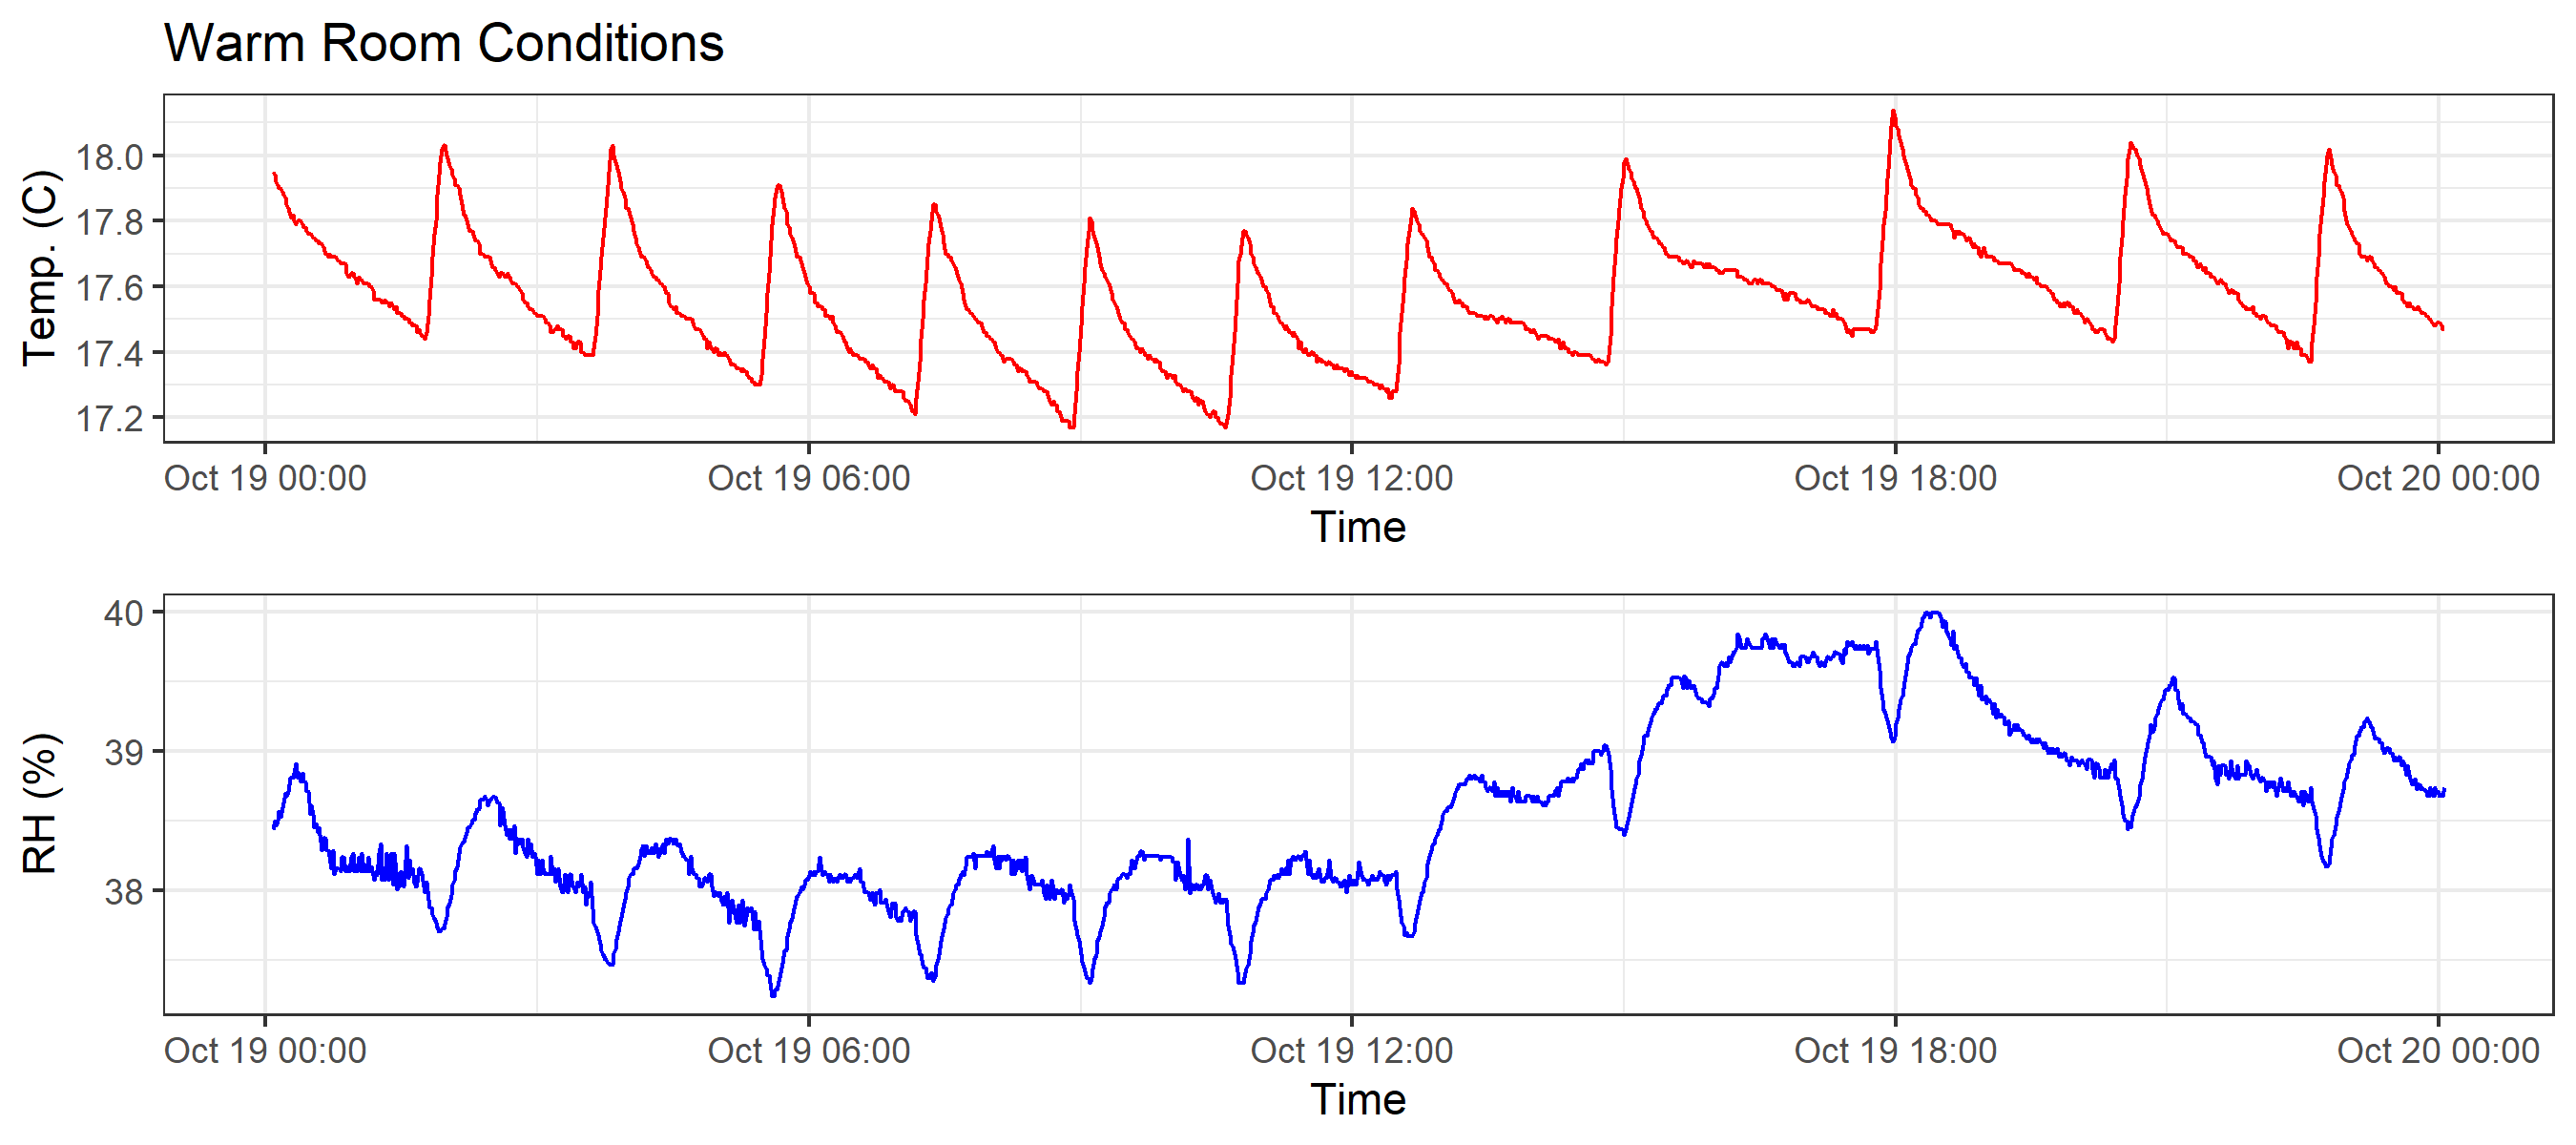 Warm Room Conditions
Temp. (C)
18.0
17.8
17.6
17.4
17.2
Oct 19 00:00 Oct 19 06:00 Oct 19 12:00 Oct 19 18:00 Oct 20 00:00
Time
RH (%)
40
39
38
Oct 19 00:00 Oct 19 06:00 Oct 19 12:00 Oct 19 18:00 Oct 20 00:00
Time